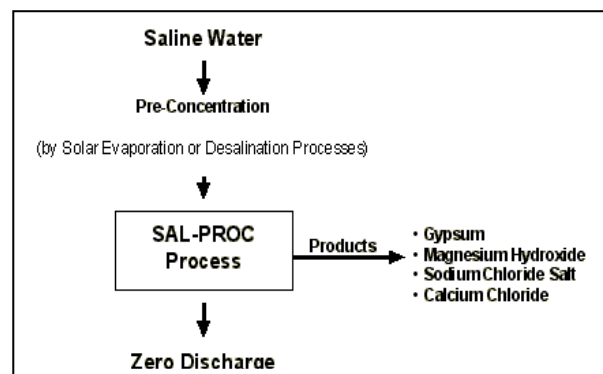 Saline Water
Pre-Concentration
(by Solar Evaporation or Desalination Processes)
SAL-PROC
Process
Products
• Gypsum
• Magnesium Hydroxide
• Sodium Chloride Salt
• Calcium Chloride
Zero Discharge